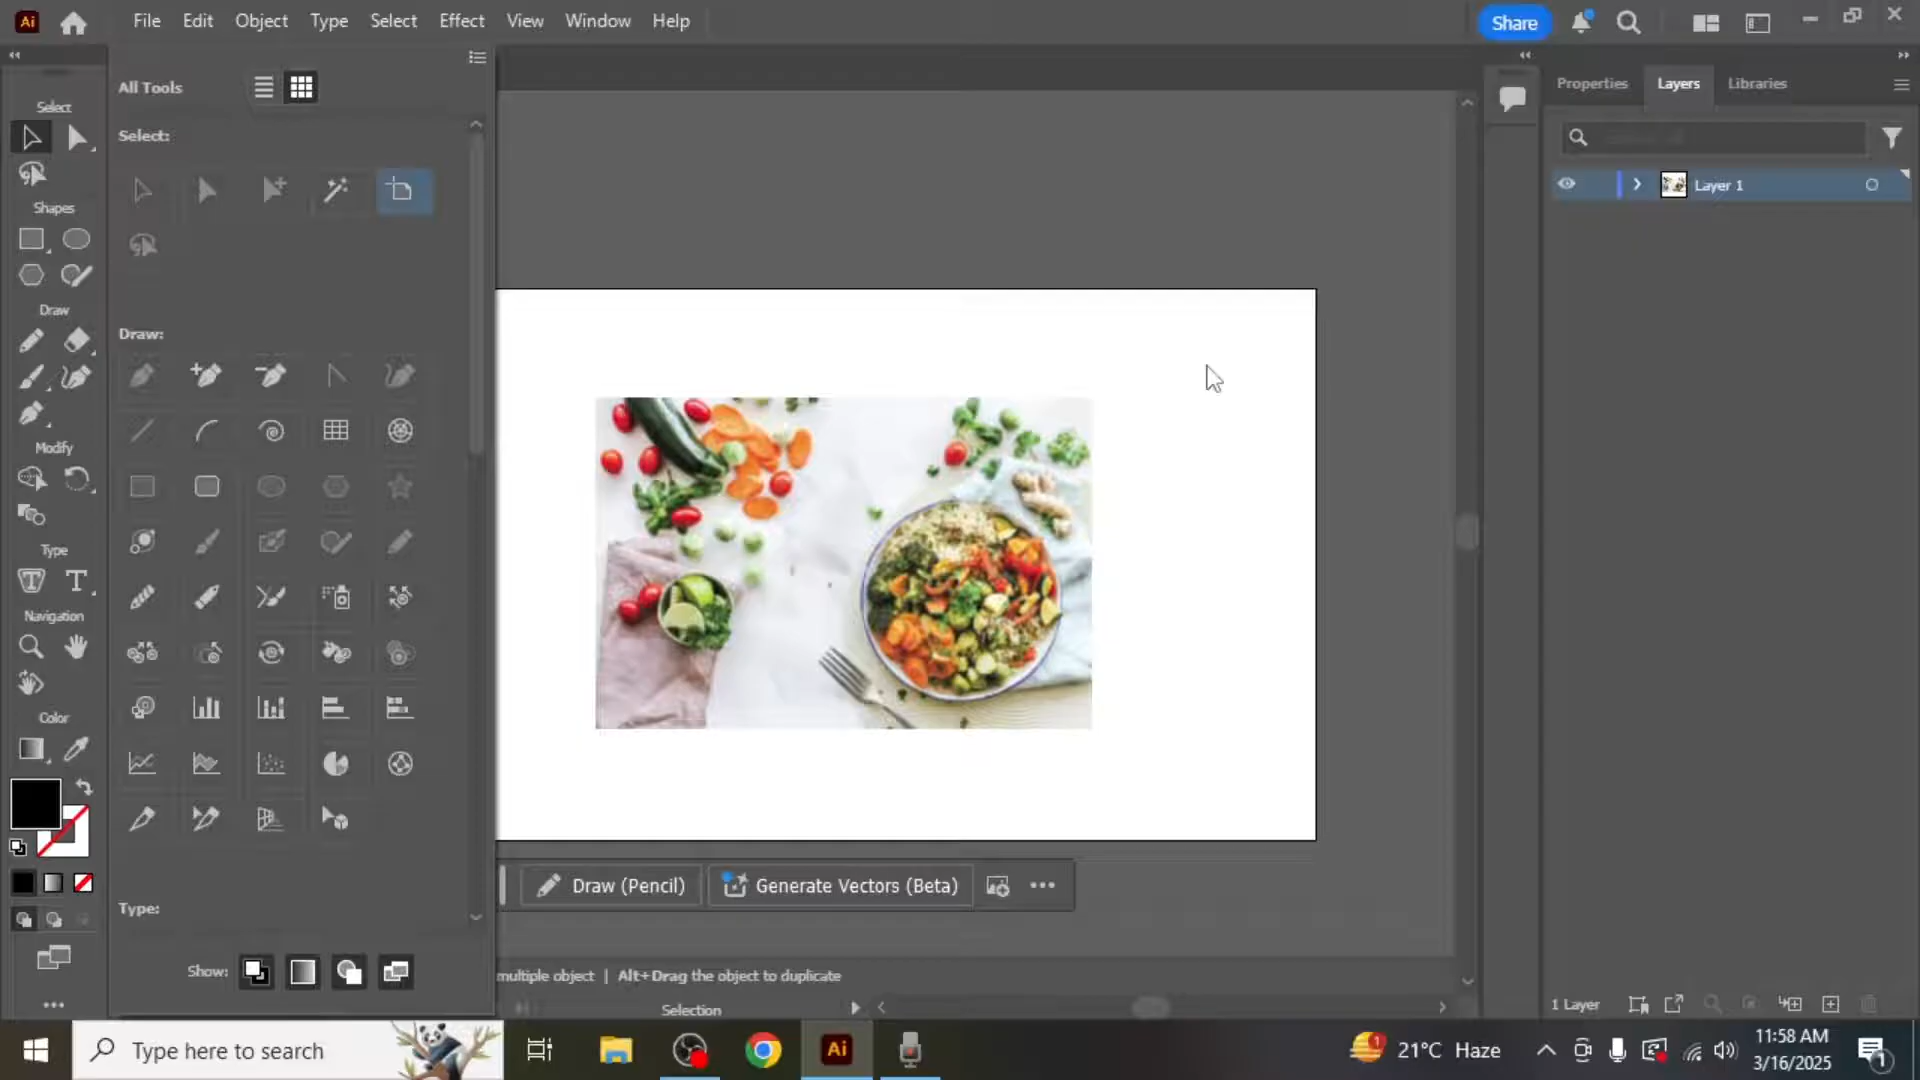 Ai File Edit Object Type Select Effect View Window Help Share
All Tools
Select
Select:
Shapes
Draw
Draw:
Modify
Type
Navigation
Color
Type:
Show:
Draw (Pencil) Generate Vectors (Beta)
multiple object | Alt+Drag the object to duplicate
Selection
Properties Layers Libraries
Layer 1
1 Layer
Type here to search
Ai
1
21°C Haze
11:58 AM
3/16/2025
1